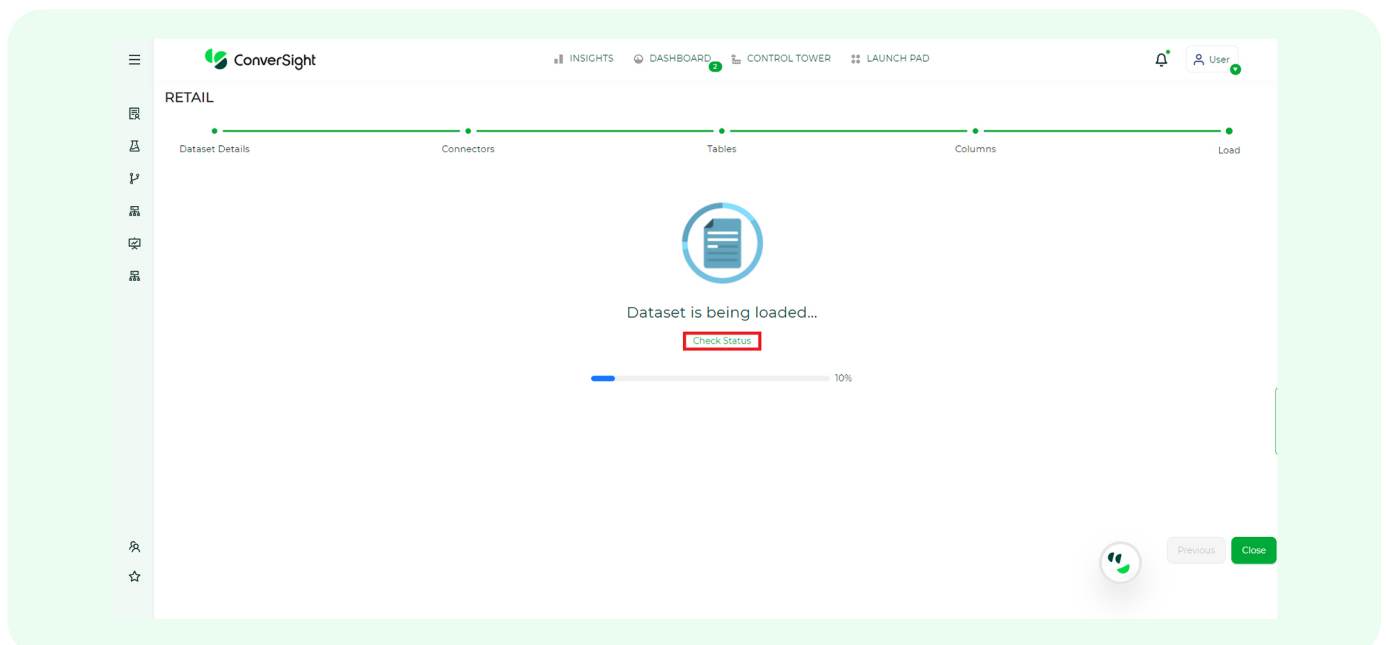 ConverSight
INSIGHTS
DASHBOARD
2
CONTROL TOWER
LAUNCH PAD
User
RETAIL
Dataset Details
Connectors
Tables
Columns
Load
Dataset is being loaded...
Check Status
10%
Previous
Close